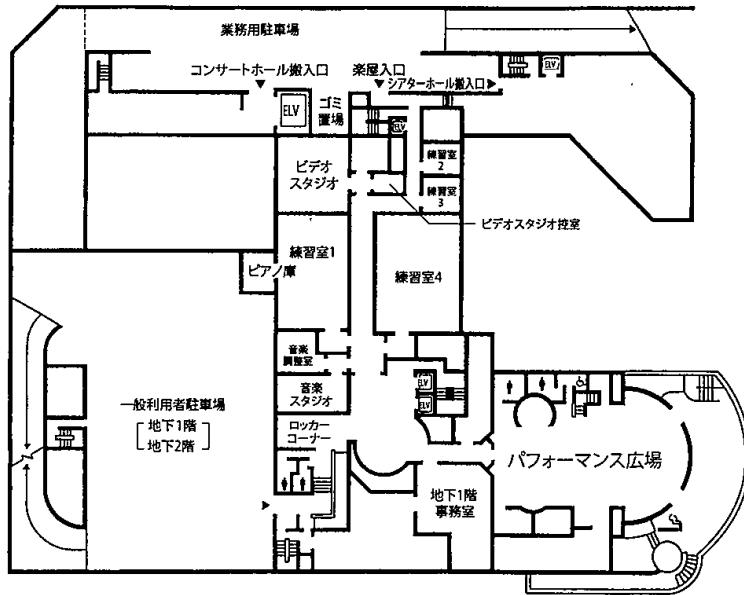 業務用駐車場
コンサートホール搬入口
楽屋入口
シアターホール搬入口
ELV
ゴミ
置場
ELV
ELV
ビデオ
スタジオ
練習室
2
練習室
3
ビデオスタジオ控室
練習室1
ピアノ庫
練習室4
音楽
調整室
音楽
スタジオ
ELV
ELV
一般利用者駐車場
地下1階
地下2階
ロッカー
コーナー
パフォーマンス広場
地下1階
事務室